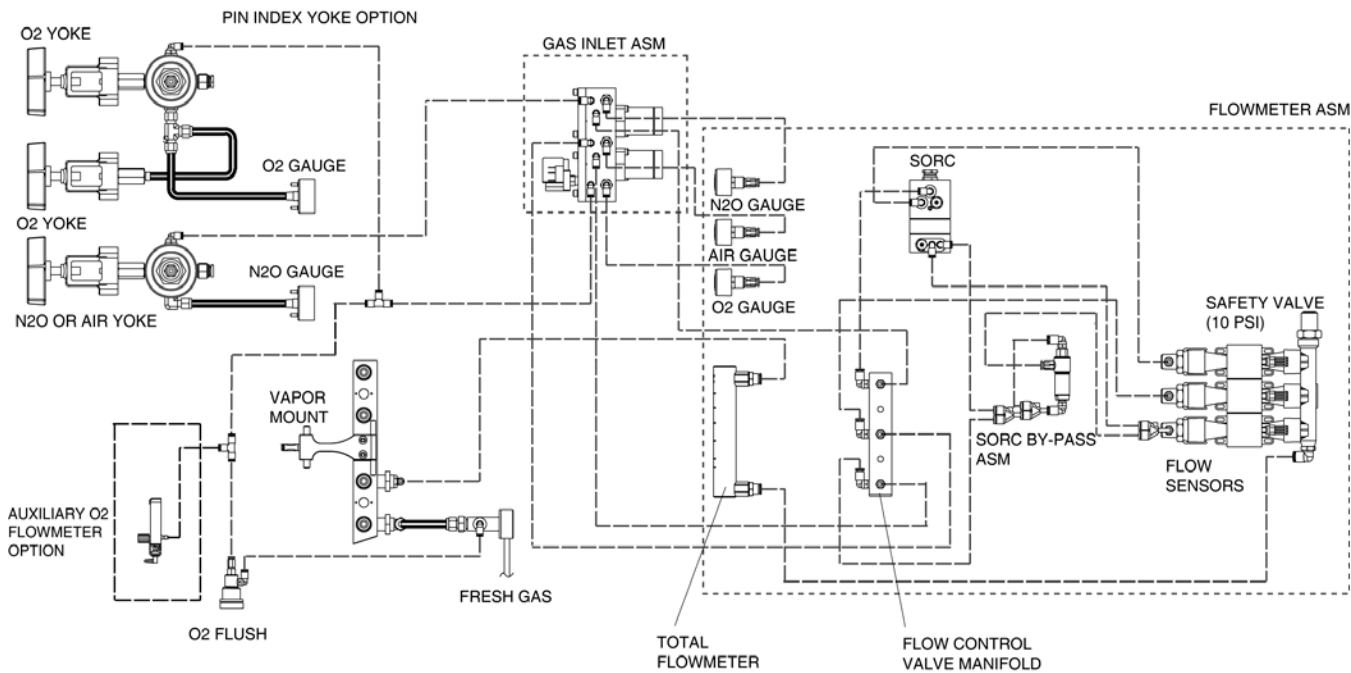 PIN INDEX YOKE OPTION
O2 YOKE
GAS INLET ASM
FLOWMETER ASM
SORC
O2 GAUGE
O2 YOKE
N2O GAUGE
N2O GAUGE
AIR GAUGE
O2 GAUGE
N2O OR AIR YOKE
SAFETY VALVE
(10 PSI)
VAPOR
MOUNT
SORC BY-PASS
ASM
FLOW
SENSORS
AUXILIARY O2
FLOWMETER
OPTION
FRESH GAS
O2 FLUSH
TOTAL
FLOWMETER
FLOW CONTROL
VALVE MANIFOLD